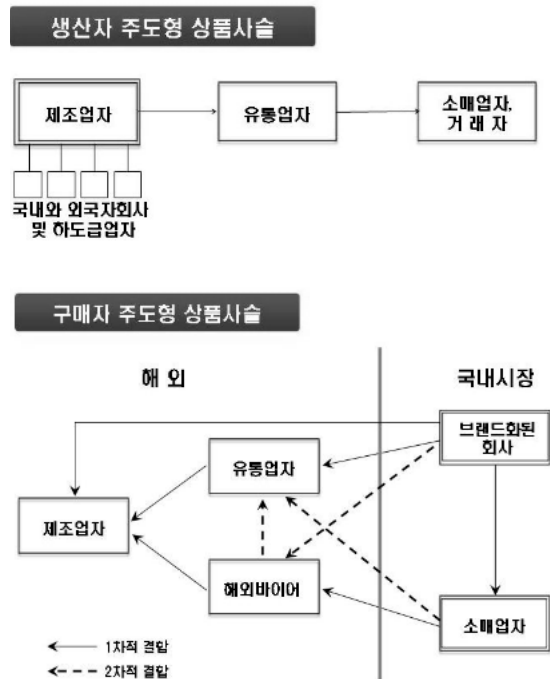 생산자 주도형 상품사슬
제조업자
유통업자
소매업자,
거 래 자
국내와 외국자회사
및 하도급업자
구매자 주도형 상품사슬
해 외
국내시장
브랜드화된
회사
유통업자
제조업자
해외바이어
소매업자
1차적 결합
2차적 결합